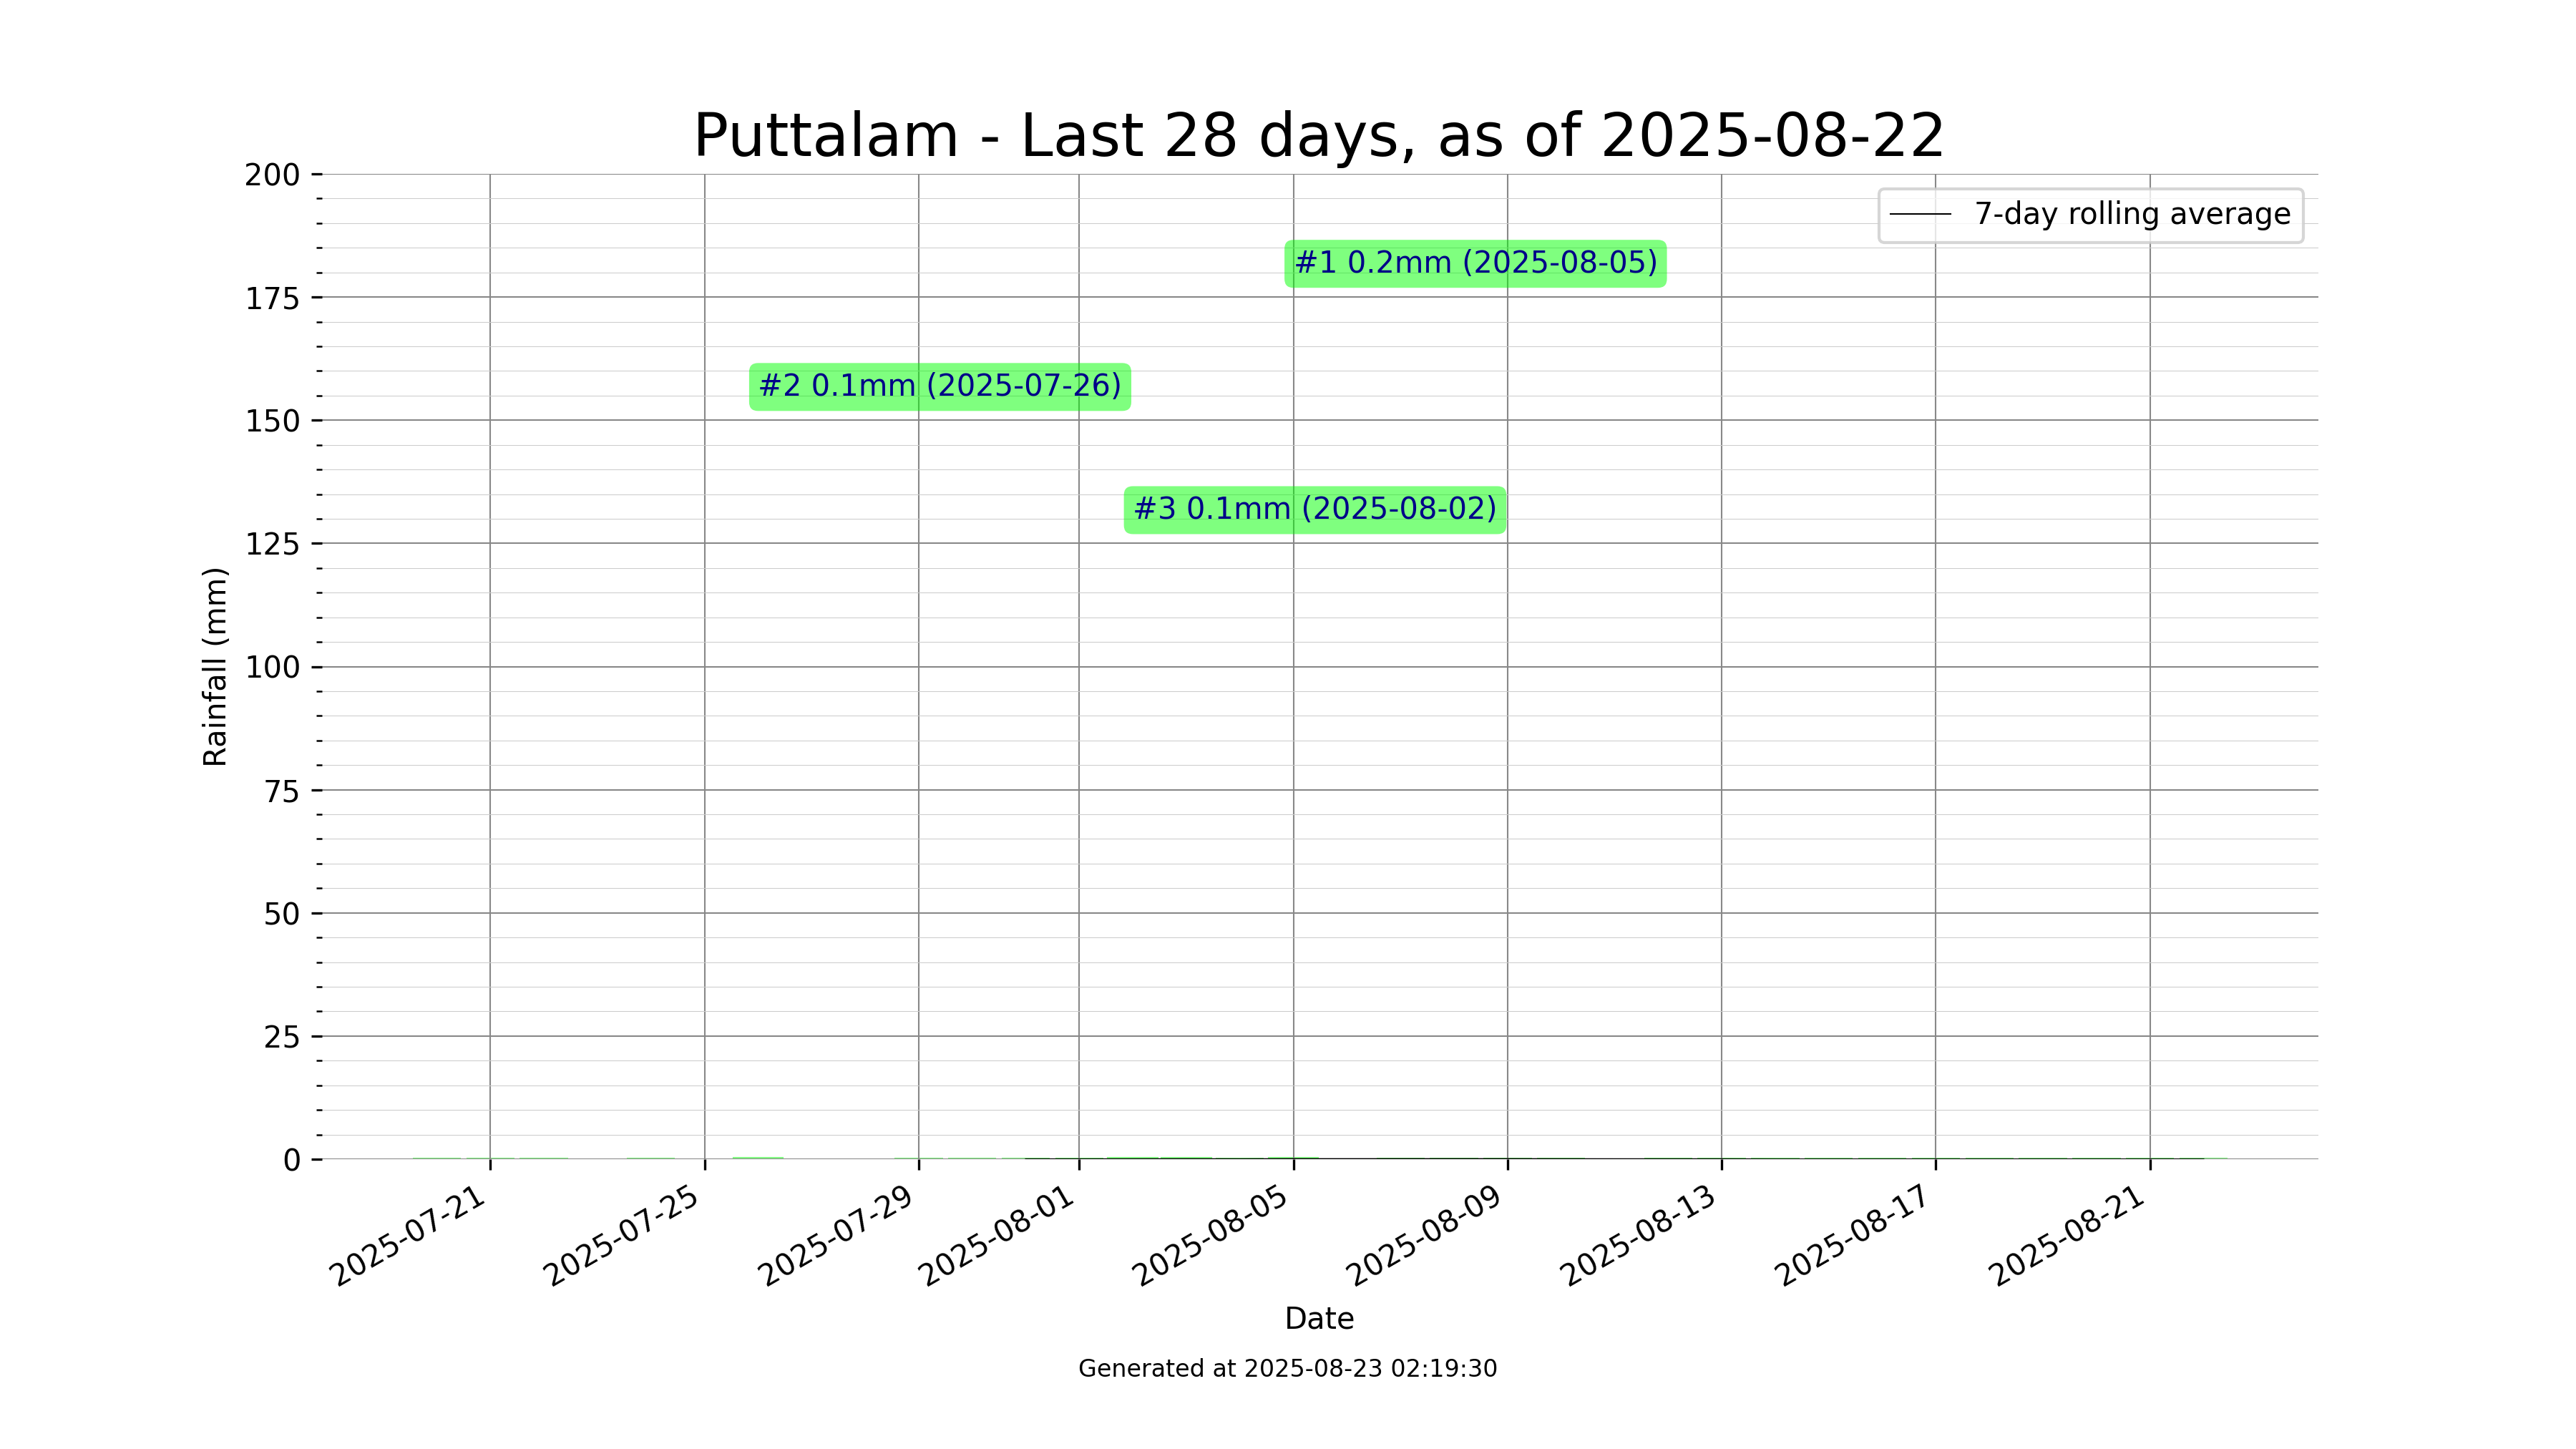 Puttalam - Last 28 days, as of 2025-08-22
200
175
150
125
100
75
50
25
0
Rainfall (mm)
7-day rolling average
#1 0.2mm (2025-08-05)
#2 0.1mm (2025-07-26)
#3 0.1mm (2025-08-02)
2025-07-21
2025-07-25
2025-07-29
2025-08-01
2025-08-05
2025-08-09
2025-08-13
2025-08-17
2025-08-21
Date
Generated at 2025-08-23 02:19:30